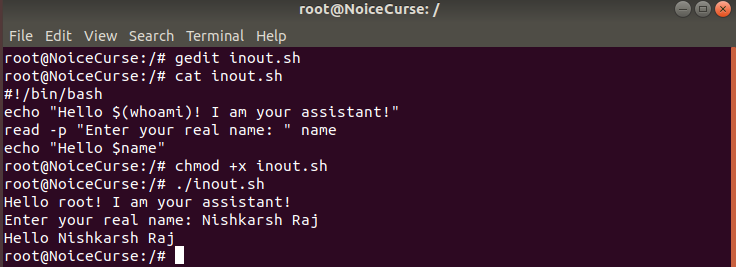 root@NoiceCurse: /
File Edit View Search Terminal Help
root@NoiceCurse:/# gedit inout.sh
root@NoiceCurse:/# cat inout.sh
#!/bin/bash
echo "Hello $(whoami)! I am your assistant!"
read -p "Enter your real name: " name
echo "Hello $name"
root@NoiceCurse:/# chmod +x inout.sh
root@NoiceCurse:/# ./inout.sh
Hello root! I am your assistant!
Enter your real name: Nishkarsh Raj
Hello Nishkarsh Raj
root@NoiceCurse:/#